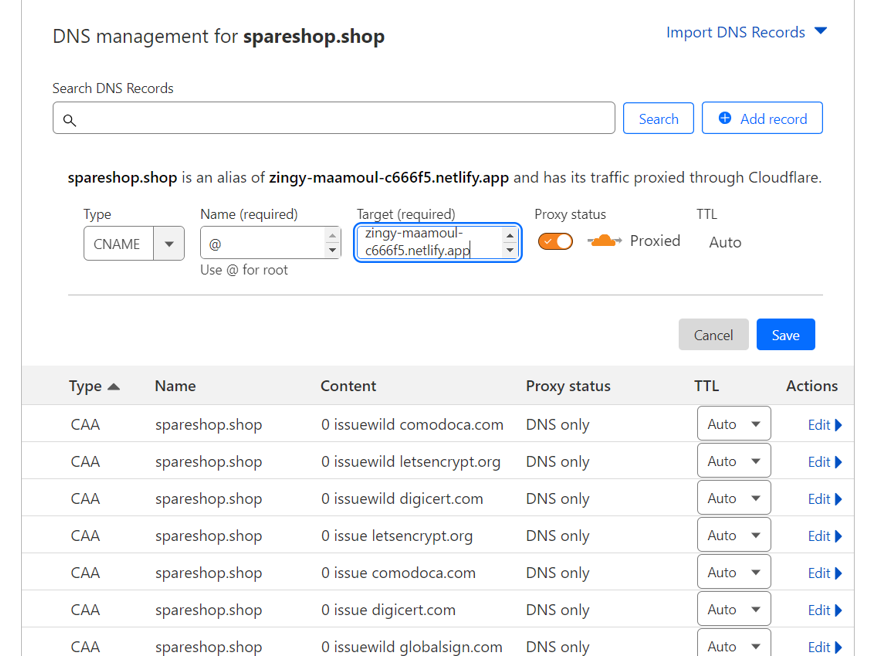 DNS management for spareshop.shop
Import DNS Records
Search DNS Records
Search
Add record
spareshop.shop is an alias of zingy-maamoul-c666f5.netlify.app and has its traffic proxied through Cloudflare.
Type Name (required) Target (required) Proxy status TTL
CNAME @ zingy-maamoul-
c666f5.netlify.app Proxied Auto
Use @ for root
Cancel Save
Type Name Content Proxy status TTL Actions
CAA spareshop.shop 0 issuewild comodoca.com DNS only Auto Edit
CAA spareshop.shop 0 issuewild letsencrypt.org DNS only Auto Edit
CAA spareshop.shop 0 issuewild digicert.com DNS only Auto Edit
CAA spareshop.shop 0 issue letsencrypt.org DNS only Auto Edit
CAA spareshop.shop 0 issue comodoca.com DNS only Auto Edit
CAA spareshop.shop 0 issue digicert.com DNS only Auto Edit
CAA spareshop.shop 0 issuewild globalsign.com DNS only Auto Edit